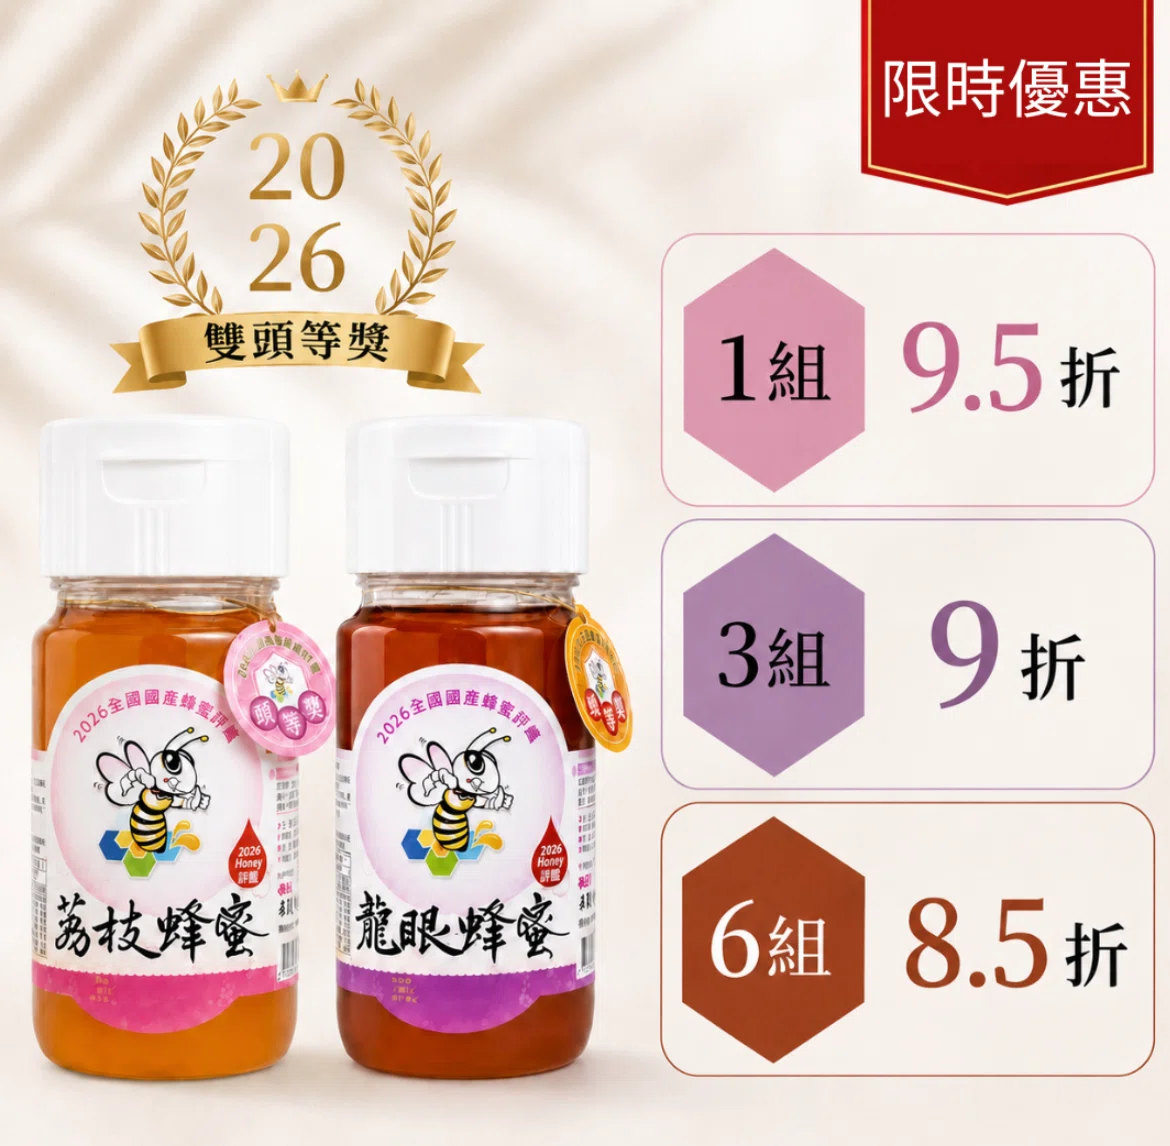 限時優惠
20
26
雙頭等獎
1組 9.5折
3組 9折
6組 8.5折
2026全國國產蜂蜜評鑑
頭等獎
2026
Honey
評鑑
荔枝蜂蜜
2026全國國產蜂蜜評鑑
頭等獎
2026
Honey
評鑑
龍眼蜂蜜